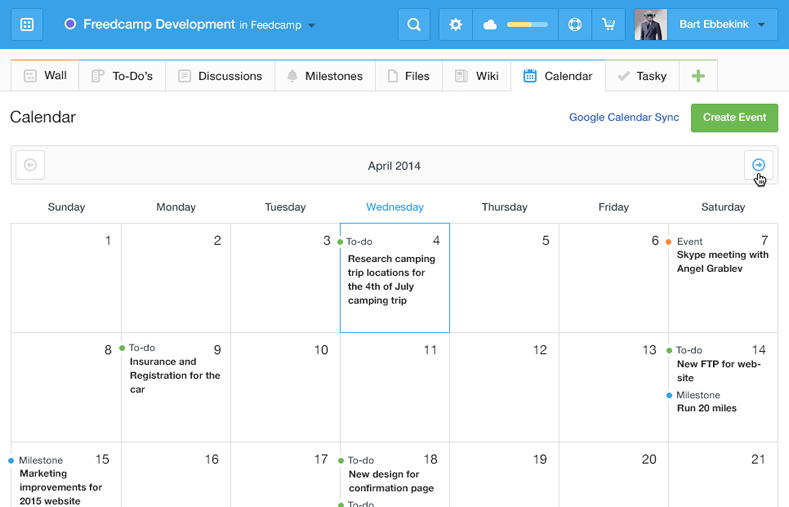 Freedcamp Development in Feedcamp
Bart Ebbekink
Wall
To-Do's
Discussions
Milestones
Files
Wiki
Calendar
Tasky
Calendar
Google Calendar Sync
Create Event
April 2014
Sunday
Monday
Tuesday
Wednesday
Thursday
Friday
Saturday
1
2
3
To-do 4
Research camping
trip locations for
the 4th of July
camping trip
5
6
Event 7
Skype meeting with
Angel Grablev
8
To-do 9
Insurance and
Registration for the
car
10
11
12
13
To-do 14
New FTP for web-
site
Milestone
Run 20 miles
Milestone 15
Marketing
improvements for
2015 website
16
17
To-do 18
New design for
confirmation page
To-do
19
20
21